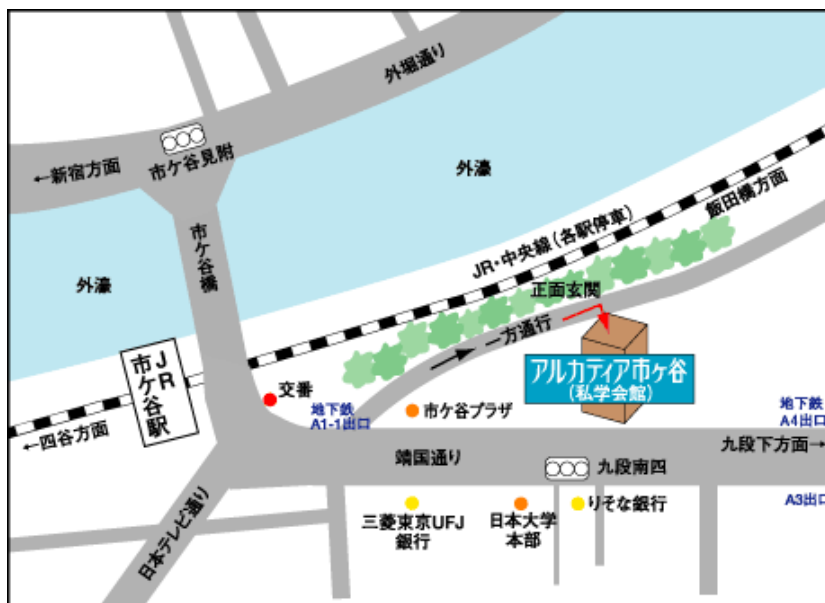 外堀通り
市ケ谷見附
←新宿方面
外濠
飯田橋方面
市ケ谷橋
JR・中央線(各駅停車)
外濠
正面玄関
一方通行
JR
市ケ谷駅
アルカディア市ヶ谷
(私学会館)
交番
地下鉄
A1-1出口
市ケ谷プラザ
地下鉄
A4出口
←四谷方面
靖国通り
九段下方面→
九段南四
A3出口
日本テレビ通り
三菱東京UFJ
銀行
日本大学
本部
りそな銀行